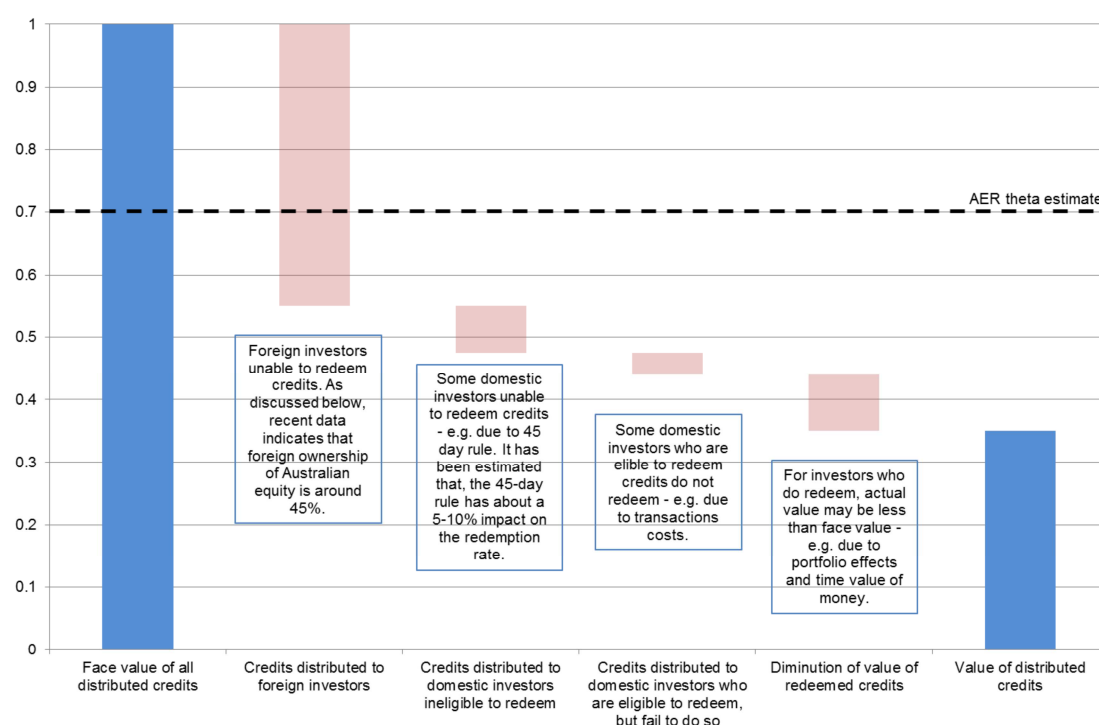 1
0.9
0.8
0.7
0.6
0.5
0.4
0.3
0.2
0.1
0
AER theta estimate
Foreign investors
unable to redeem
credits. As
discussed below,
recent data
indicates that
foreign ownership
of Australian
equity is around
45%.
Some domestic
investors unable
to redeem credits
- e.g. due to 45
day rule. It has
been estimated
that, the 45-day
rule has about a
5-10% impact on
the redemption
rate.
Some domestic
investors who are
elible to redeem
credits do not
redeem - e.g. due
to transactions
costs.
For investors who
do redeem, actual
value may be less
than face value -
e.g. due to
portfolio effects
and time value of
money.
Face value of all
distributed credits
Credits distributed to
foreign investors
Credits distributed to
domestic investors
ineligible to redeem
Credits distributed to
domestic investors who
are eligible to redeem,
but fail to do so
Diminution of value of
redeemed credits
Value of distributed
credits